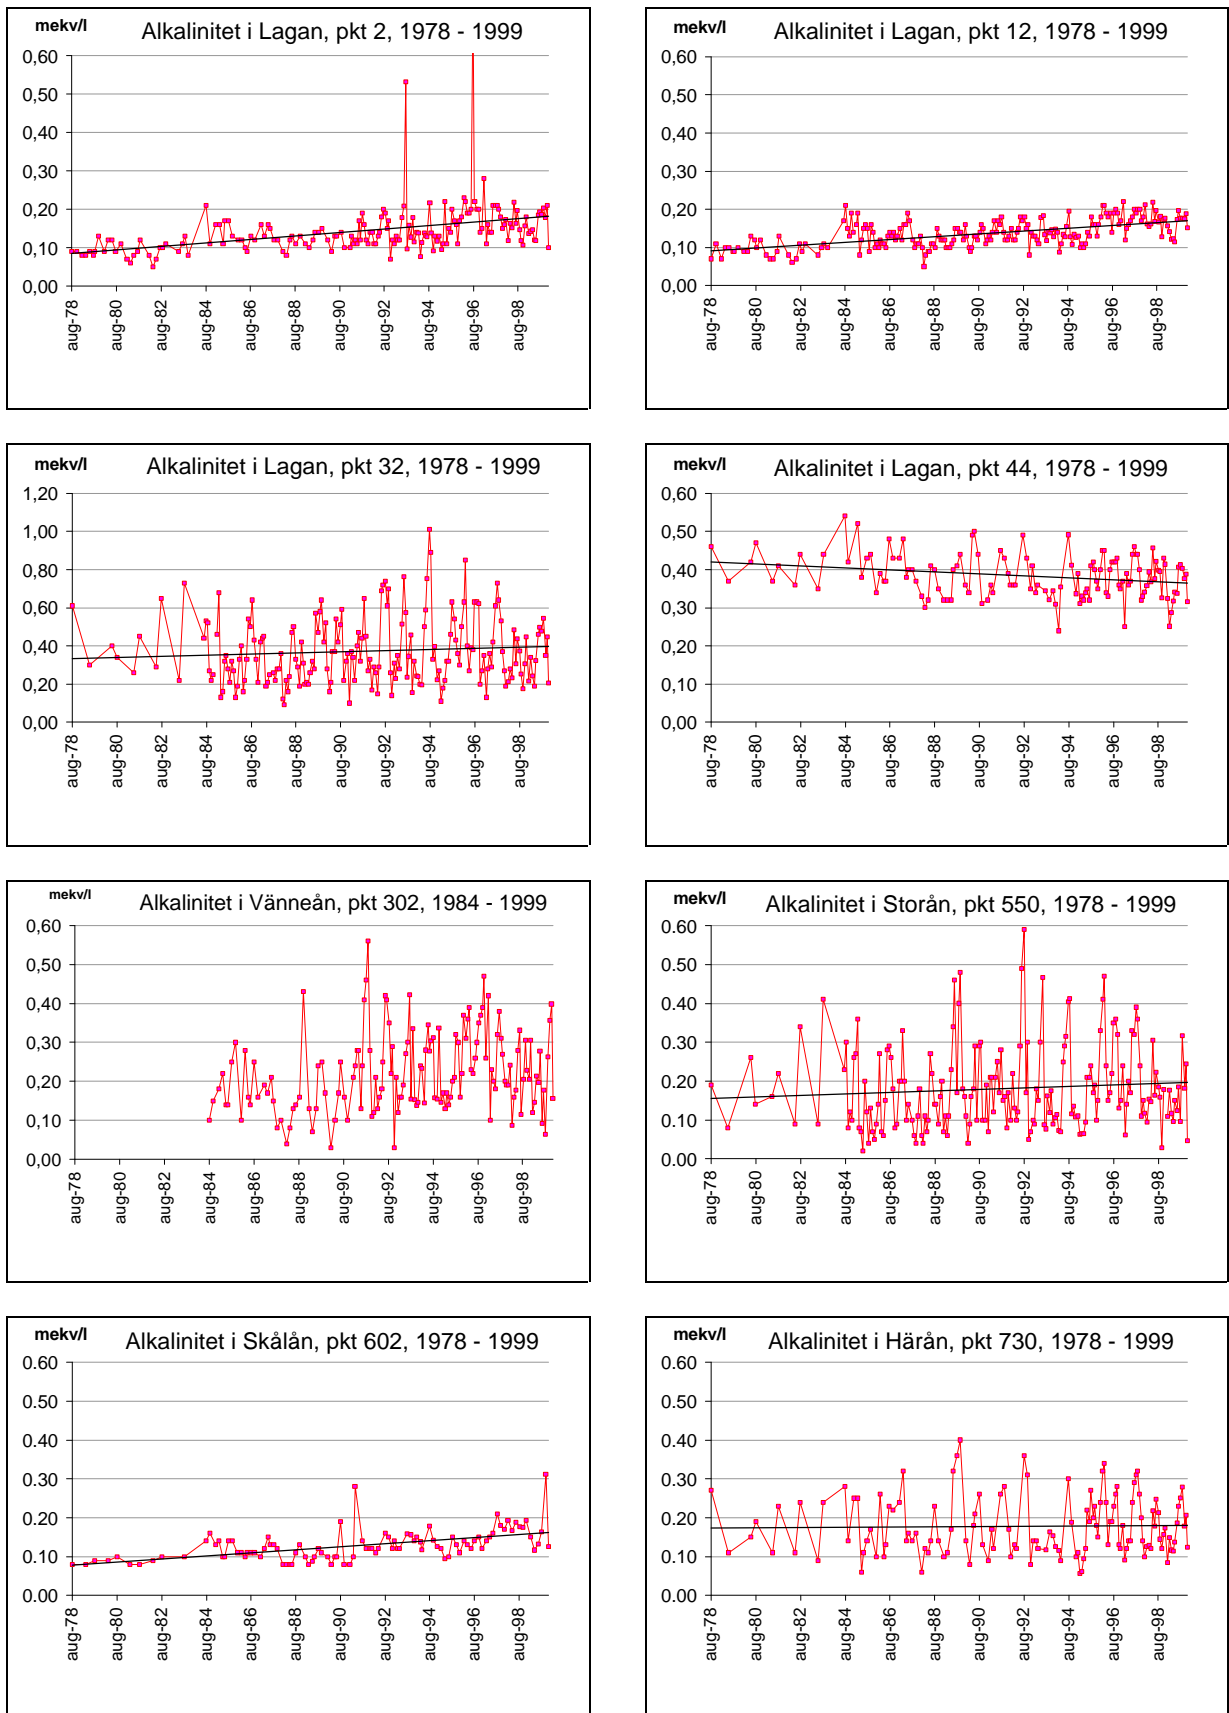 mekv/l
Alkalinitet i Lagan, pkt 2, 1978 - 1999
0,60
0,50
0,40
0,30
0,20
0,10
0,00
aug-78
aug-80
aug-82
aug-84
aug-86
aug-88
aug-90
aug-92
aug-94
aug-96
aug-98
mekv/l
Alkalinitet i Lagan, pkt 12, 1978 - 1999
0,60
0,50
0,40
0,30
0,20
0,10
0,00
aug-78
aug-80
aug-82
aug-84
aug-86
aug-88
aug-90
aug-92
aug-94
aug-96
aug-98
mekv/l
Alkalinitet i Lagan, pkt 32, 1978 - 1999
1,20
1,00
0,80
0,60
0,40
0,20
0,00
aug-78
aug-80
aug-82
aug-84
aug-86
aug-88
aug-90
aug-92
aug-94
aug-96
aug-98
mekv/l
Alkalinitet i Lagan, pkt 44, 1978 - 1999
0,60
0,50
0,40
0,30
0,20
0,10
0,00
aug-78
aug-80
aug-82
aug-84
aug-86
aug-88
aug-90
aug-92
aug-94
aug-96
aug-98
mekv/l
Alkalinitet i Vänneån, pkt 302, 1984 - 1999
0,60
0,50
0,40
0,30
0,20
0,10
0,00
aug-78
aug-80
aug-82
aug-84
aug-86
aug-88
aug-90
aug-92
aug-94
aug-96
aug-98
mekv/l
Alkalinitet i Storån, pkt 550, 1978 - 1999
0.60
0.50
0.40
0.30
0.20
0.10
0.00
aug-78
aug-80
aug-82
aug-84
aug-86
aug-88
aug-90
aug-92
aug-94
aug-96
aug-98
mekv/l
Alkalinitet i Skålån, pkt 602, 1978 - 1999
0.60
0.50
0.40
0.30
0.20
0.10
0.00
aug-78
aug-80
aug-82
aug-84
aug-86
aug-88
aug-90
aug-92
aug-94
aug-96
aug-98
mekv/l
Alkalinitet i Härån, pkt 730, 1978 - 1999
0.60
0.50
0.40
0.30
0.20
0.10
0.00
aug-78
aug-80
aug-82
aug-84
aug-86
aug-88
aug-90
aug-92
aug-94
aug-96
aug-98